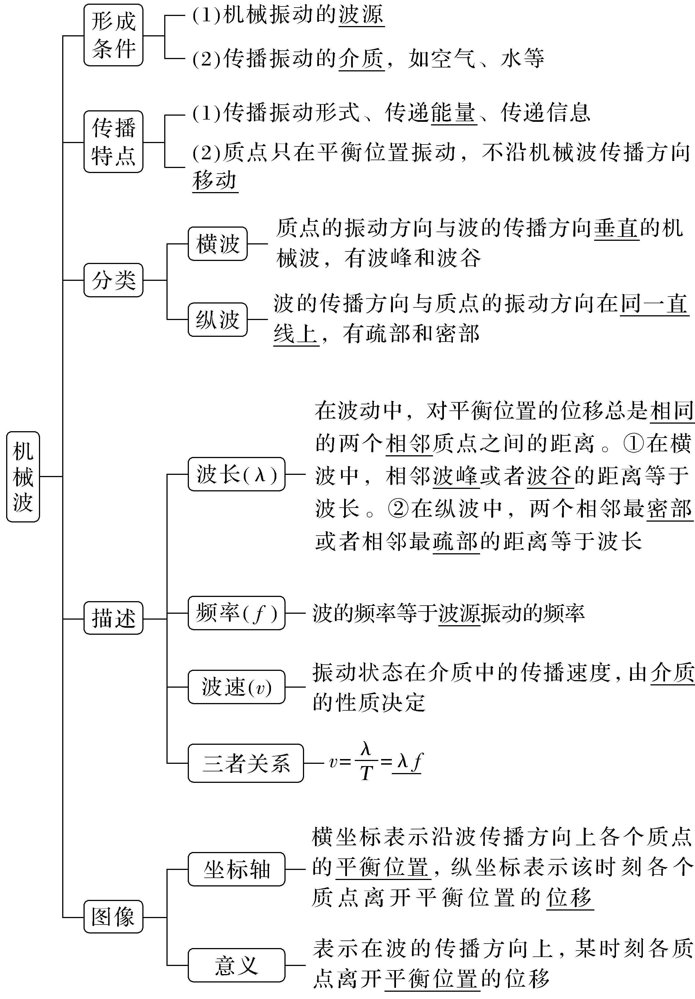 机械波
形成
条件
(1)机械振动的波源
(2)传播振动的介质，如空气、水等
传播
特点
(1)传播振动形式、传递能量、传递信息
(2)质点只在平衡位置振动，不沿机械波传播方向
移动
分类
横波
质点的振动方向与波的传播方向垂直的机
械波，有波峰和波谷
纵波
波的传播方向与质点的振动方向在同一直
线上，有疏部和密部
描述
波长(λ)
在波动中，对平衡位置的位移总是相同
的两个相邻质点之间的距离。①在横
波中，相邻波峰或者波谷的距离等于
波长。②在纵波中，两个相邻最密部
或者相邻最疏部的距离等于波长
频率(f)
波的频率等于波源振动的频率
波速(v)
振动状态在介质中的传播速度,由介质
的性质决定
三者关系
v=λ/T=λf
图像
坐标轴
横坐标表示沿波传播方向上各个质点
的平衡位置,纵坐标表示该时刻各个
质点离开平衡位置的位移
意义
表示在波的传播方向上,某时刻各质
点离开平衡位置的位移